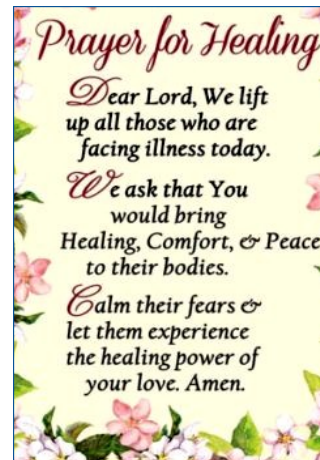 Prayer for Healing
Dear Lord, We lift
up all those who are
facing illness today.
We ask that You
would bring
Healing, Comfort, & Peace
to their bodies.
Calm their fears &
let them experience
the healing power of
your love. Amen.